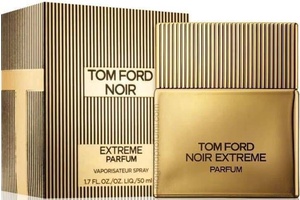 TOM FORD
NOIR
EXTREME
PARFUM
VAPORISATEUR SPRAY
1.7 FL. OZ./OZ. LIQ./50 ml
TOM FORD
NOIR EXTREME
PARFUM